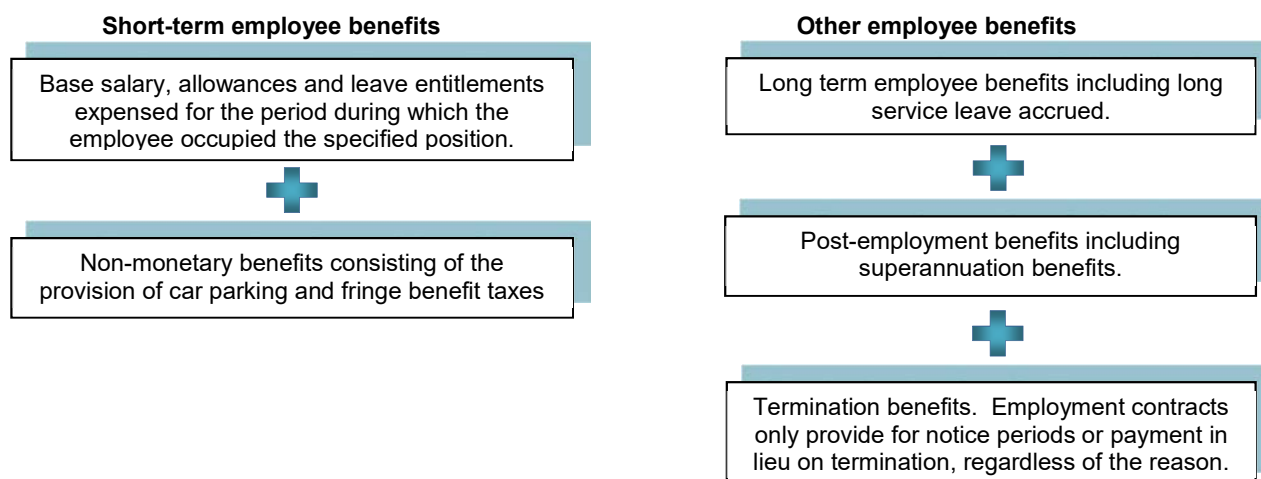 Short-term employee benefits
Base salary, allowances and leave entitlements
expensed for the period during which the
employee occupied the specified position.
Non-monetary benefits consisting of the
provision of car parking and fringe benefit taxes
Other employee benefits
Long term employee benefits including long
service leave accrued.
Post-employment benefits including
superannuation benefits.
Termination benefits.  Employment contracts
only provide for notice periods or payment in
lieu on termination, regardless of the reason.